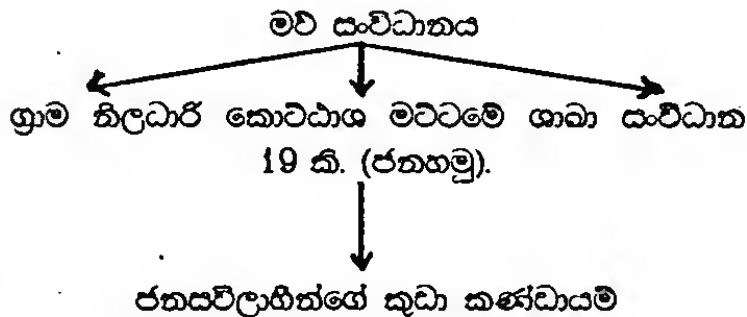 මව් සංවිධානය
ග්‍රාම නිලධාරි කොට්ඨාශ මට්ටමේ ශාඛා සංවිධාන
19 කි. (ජනහමු).
ජනසවිලාභීන්ගේ කුඩා කණ්ඩායම්